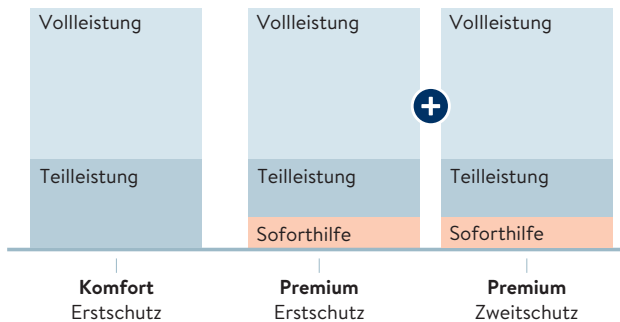 Vollleistung
Vollleistung
Vollleistung
Teilleistung
Teilleistung
Teilleistung
Soforthilfe
Soforthilfe
Komfort
Erstschutz
Premium
Erstschutz
Premium
Zweitschutz